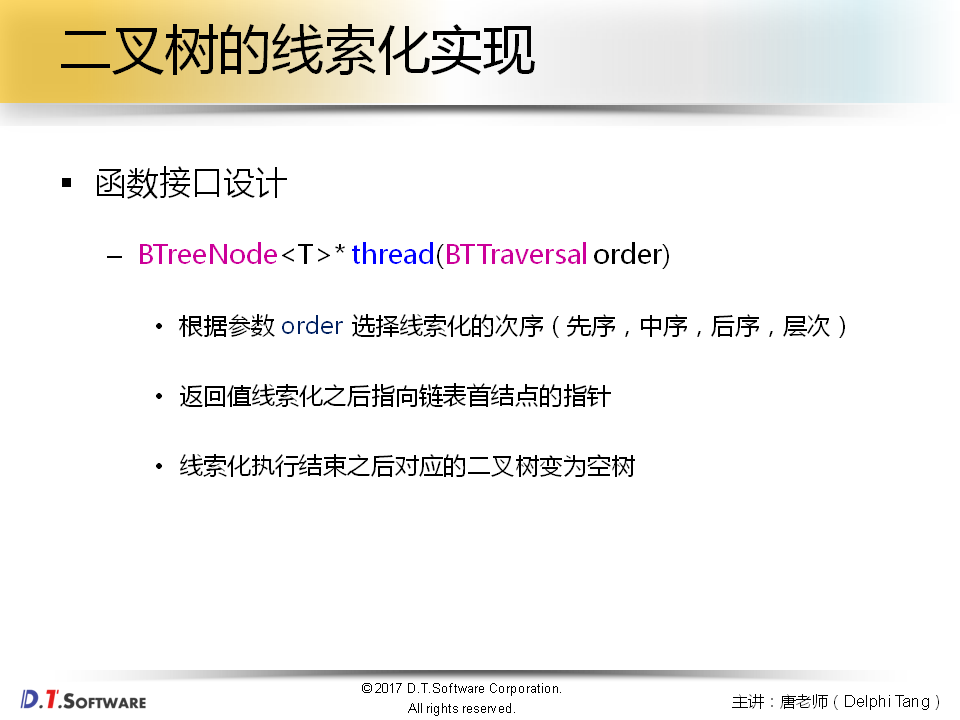 二叉树的线索化实现
▪ 函数接口设计
– BTreeNode<T>* thread(BTTraversal order)
• 根据参数 order 选择线索化的次序（先序，中序，后序，层次）
• 返回值线索化之后指向链表首结点的指针
• 线索化执行结束之后对应的二叉树变为空树
D.T.SOFTWARE
©2017 D.T.Software Corporation.
All rights reserved.
主讲：唐老师（Delphi Tang）